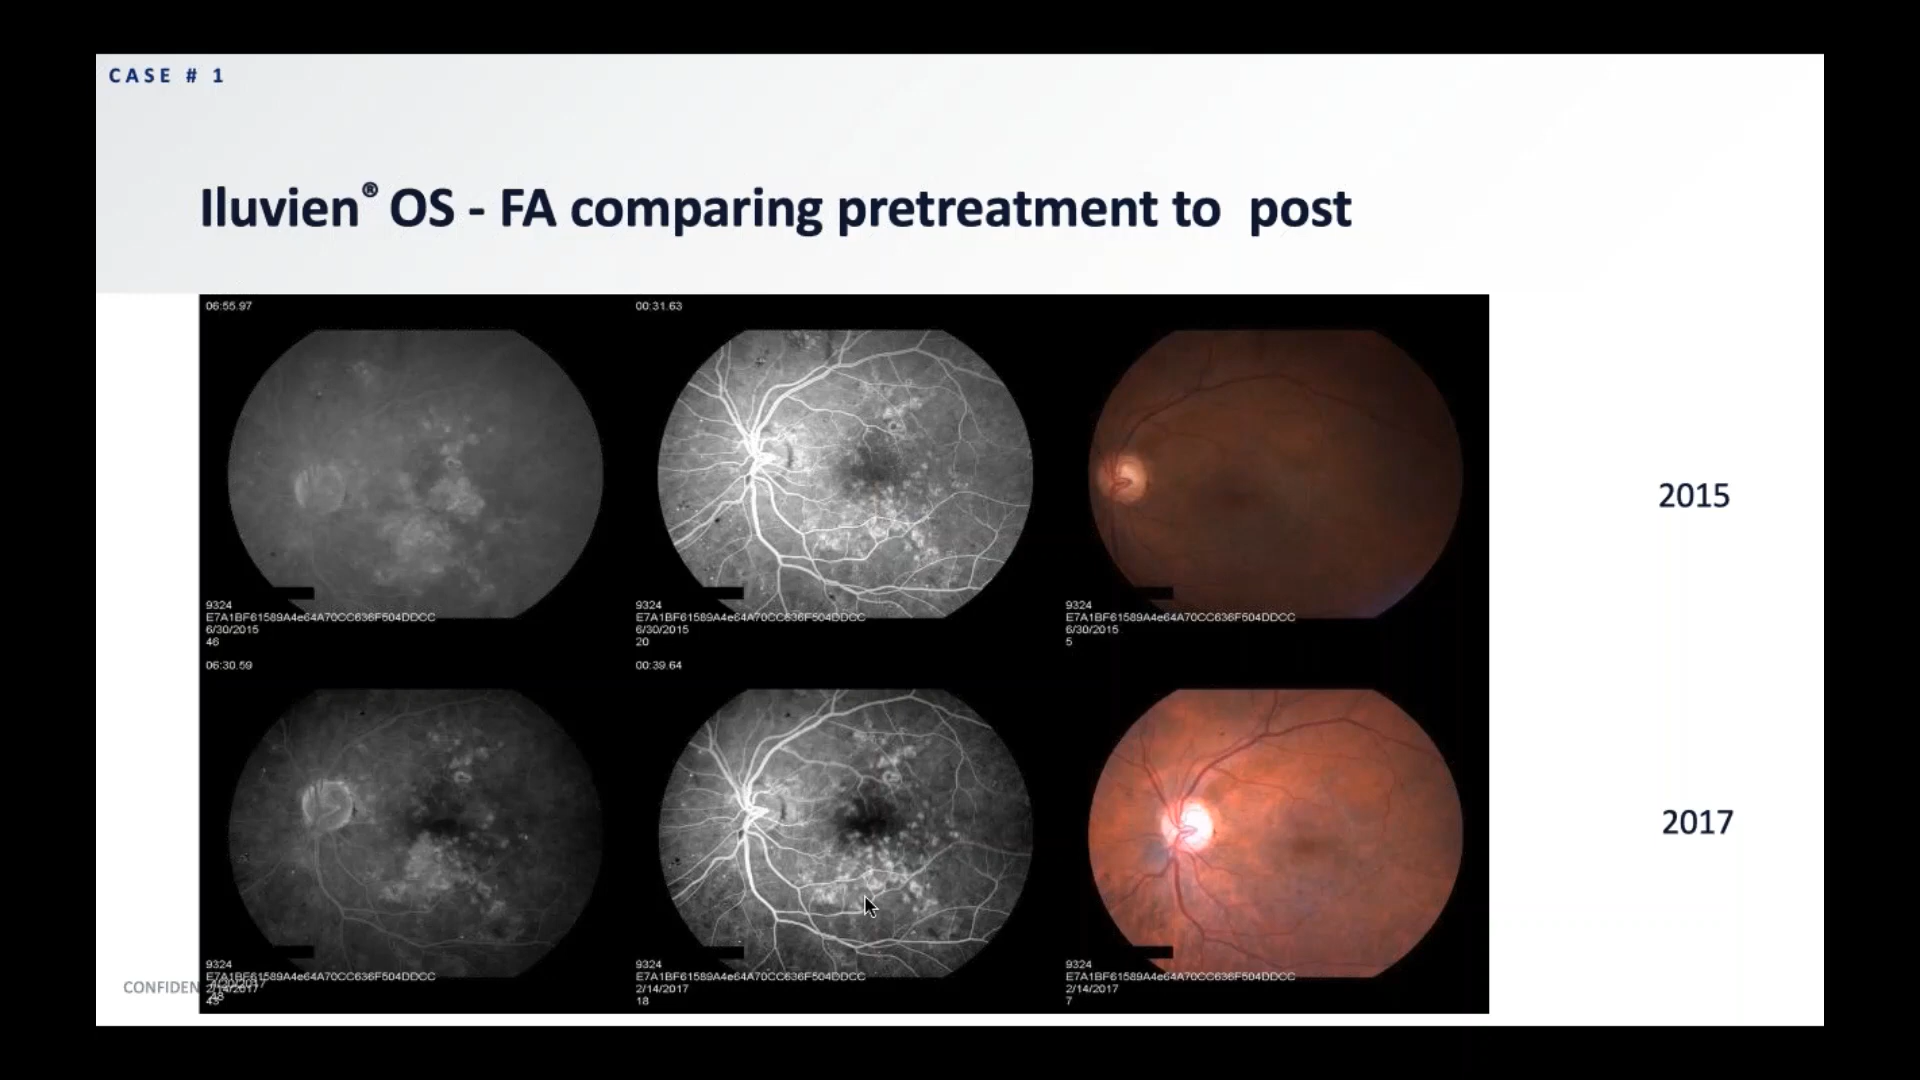 CASE # 1
Iluvien® OS - FA comparing pretreatment to post
06:55.97
00:31.63
9324
E7A1BF61589A4e64A70CC636F504DDCC
6/30/2015
46
9324
E7A1BF61589A4e64A70CC636F504DDCC
6/30/2015
20
9324
E7A1BF61589A4e64A70CC636F504DDCC
6/30/2015
5
2015
06:30.59
00:39.64
2017
9324
E7A1BF61589A4e64A70CC636F504DDCC
2/14/2017
43
9324
E7A1BF61589A4e64A70CC636F504DDCC
2/14/2017
18
9324
E7A1BF61589A4e64A70CC636F504DDCC
2/14/2017
7
CONFIDEN